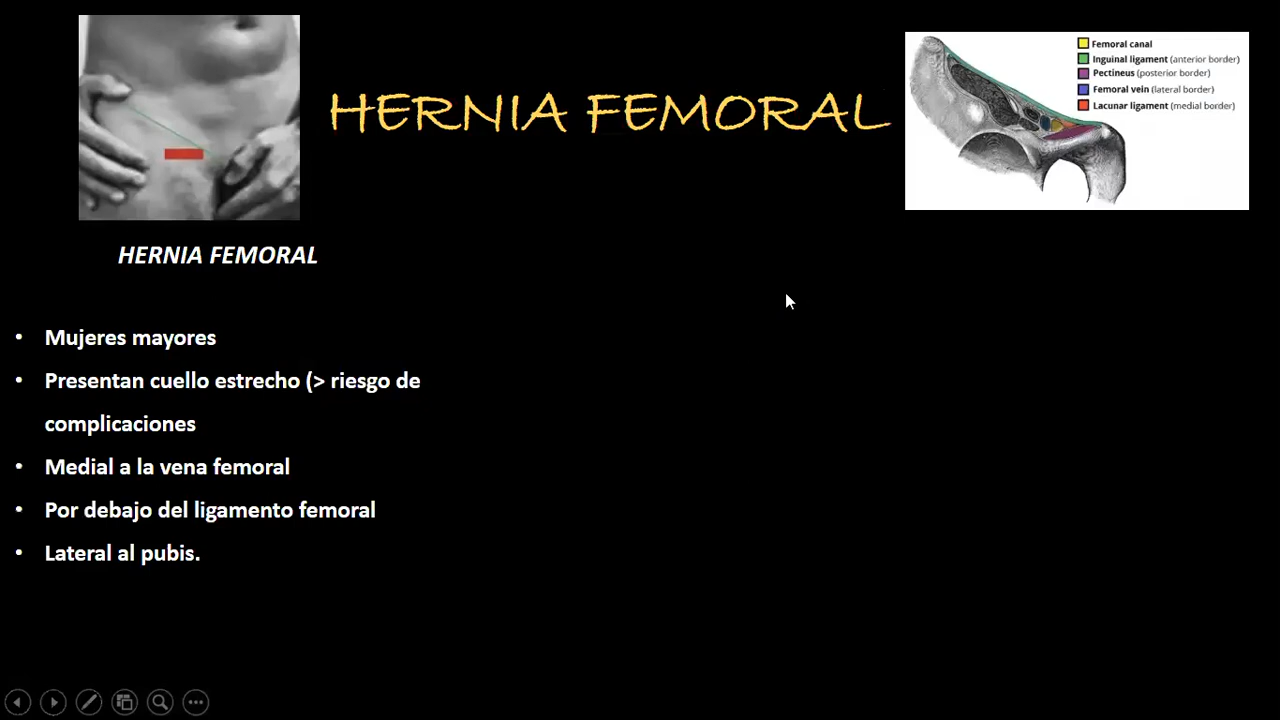 HERNIA FEMORAL
Femoral canal
Inguinal ligament (anterior border)
Pectineus (posterior border)
Femoral vein (lateral border)
Lacunar ligament (medial border)
HERNIA FEMORAL
• Mujeres mayores
• Presentan cuello estrecho (> riesgo de
complicaciones
• Medial a la vena femoral
• Por debajo del ligamento femoral
• Lateral al pubis.